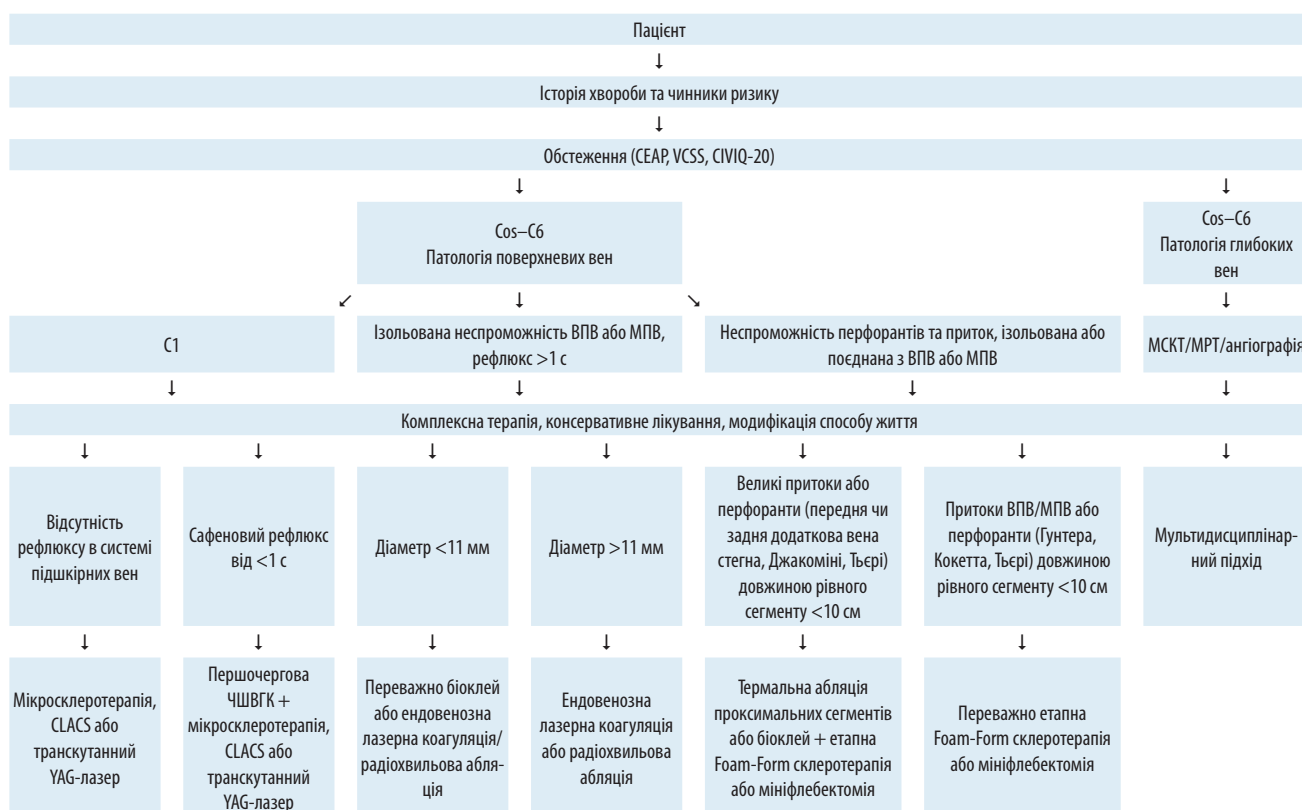 Пацієнт
↓
Історія хвороби та чинники ризику
↓
Обстеження (CEAP, VCSS, CIVIQ-20)
↓ ↓
Cos–C6
Патологія поверхневих вен
Cos–C6
Патологія глибоких
вен
↙ ↓ ↘ ↓
C1
Ізольована неспроможність ВПВ або МПВ,
рефлюкс >1 с
Неспроможність перфорантів та приток, ізольована або
поєднана з ВПВ або МПВ
МСКТ/МРТ/ангіографія
↓ ↓ ↓ ↓
Комплексна терапія, консервативне лікування, модифікація способу життя
↓ ↓ ↓ ↓ ↓ ↓ ↓
Відсутність
рефлюксу в системі
підшкірних вен
Сафеновий рефлюкс
від <1 с
Діаметр <11 мм
Діаметр >11 мм
Великі притоки або
перфоранти (передня чи
задня додаткова вена
стегна, Джакоміні, Тьєрі)
довжиною рівного
сегменту <10 см
Притоки ВПВ/МПВ або
перфоранти (Гунтера,
Кокетта, Тьєрі) довжиною
рівного сегменту <10 см
Мультидисциплінар-
ний підхід
↓ ↓ ↓ ↓ ↓ ↓
Мікросклеротерапія,
CLACS або
транскутанний
YAG-лазер
Першочергова
ЧШВГК +
мікросклеротерапія,
CLACS або
транскутанний
YAG-лазер
Переважно біоклей
або ендовенозна
лазерна коагуляція/
радіохвильова абля-
ція
Ендовенозна
лазерна коагуляція
або радіохвильова
абляція
Термальна абляція
проксимальних сегментів
або біоклей + етапна
Foam-Form склеротерапія
або мініфлебектомія
Переважно етапна
Foam-Form склеротерапія
або мініфлебектомія